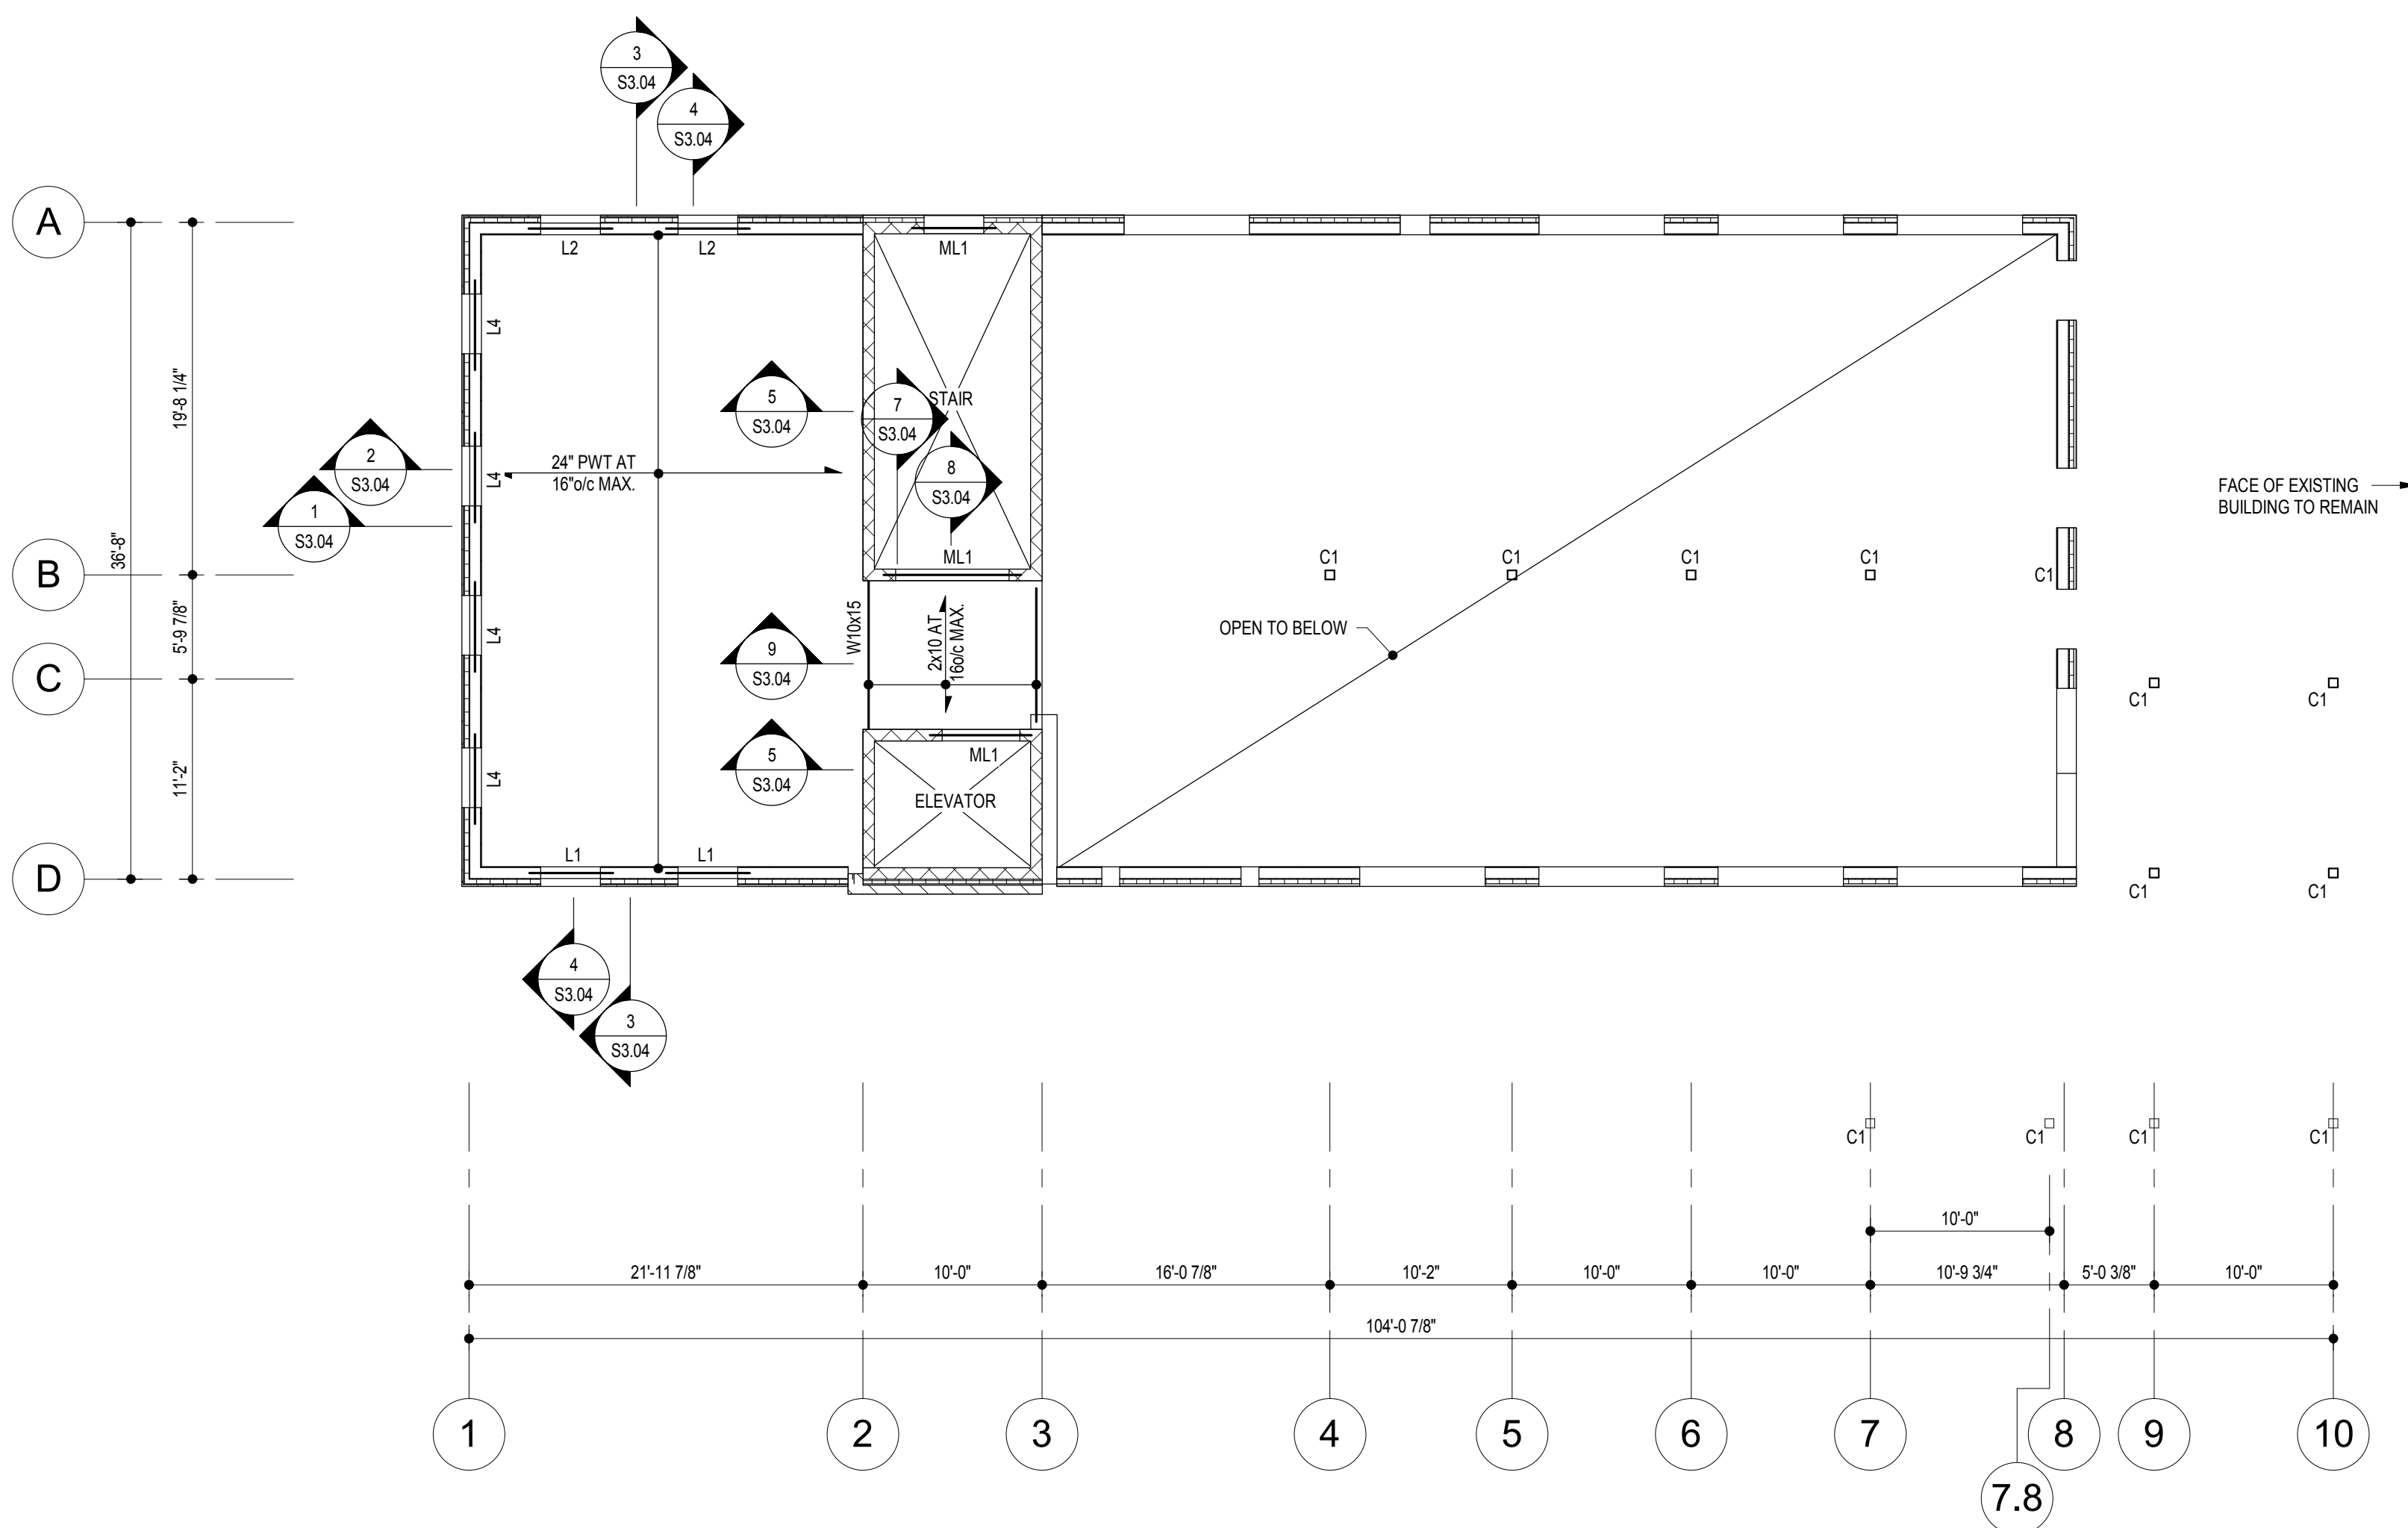 3
S3.04
4
S3.04
A
L2
L2
ML1
L4
19'-8 1/4"
36'-8"
5
S3.04
7
S3.04
STAIR
2
S3.04
1
S3.04
24" PWT AT
16"o/c MAX.
L4
8
S3.04
FACE OF EXISTING
BUILDING TO REMAIN
B
ML1
C1
C1
C1
C1
C1
5'-9 7/8"
L4
9
S3.04
W10x15
2x10 AT
16o/c MAX.
OPEN TO BELOW
C
C1
C1
11'-2"
L4
5
S3.04
ML1
ELEVATOR
D
L1
L1
C1
C1
4
S3.04
3
S3.04
C1
C1
C1
C1
10'-0"
21'-11 7/8"
10'-0"
16'-0 7/8"
10'-2"
10'-0"
10'-0"
10'-9 3/4"
5'-0 3/8"
10'-0"
104'-0 7/8"
1
2
3
4
5
6
7
8
9
10
7.8